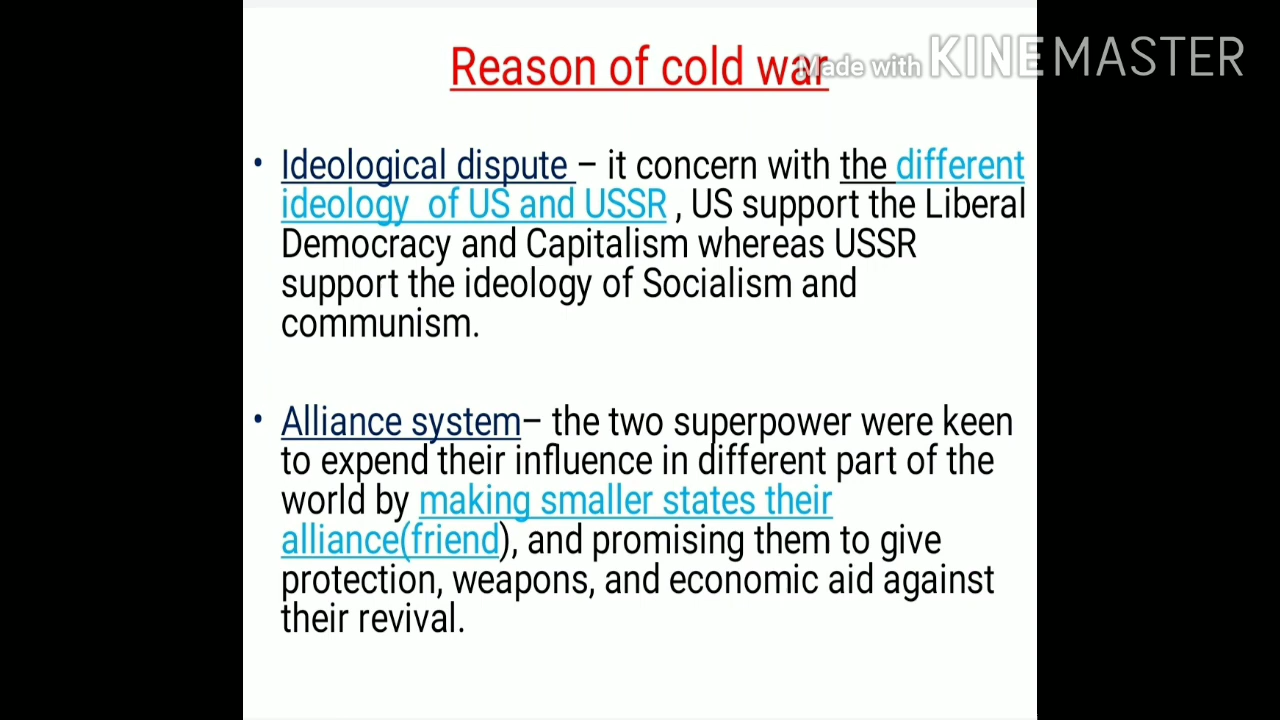 Reason of cold war
Made with KINEMASTER
• Ideological dispute – it concern with the different
ideology of US and USSR , US support the Liberal
Democracy and Capitalism whereas USSR
support the ideology of Socialism and
communism.
• Alliance system– the two superpower were keen
to expend their influence in different part of the
world by making smaller states their
alliance(friend), and promising them to give
protection, weapons, and economic aid against
their revival.